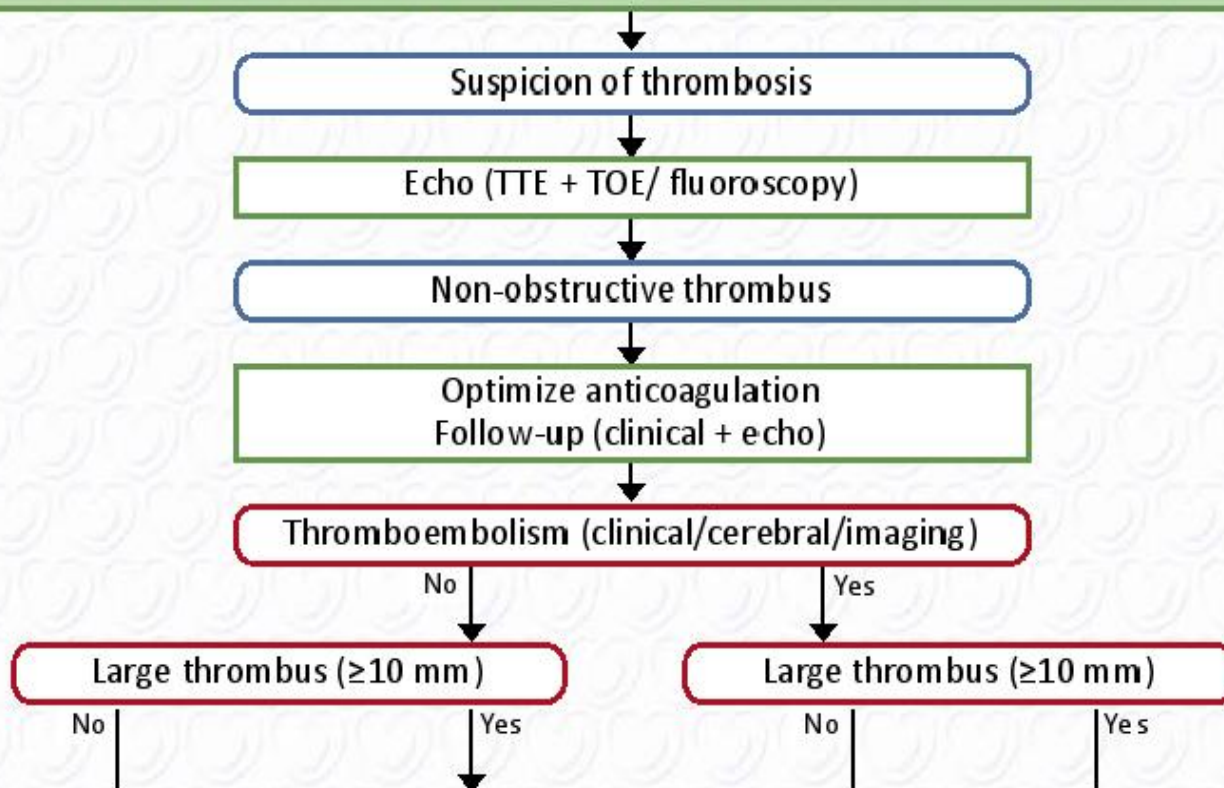 Suspicion of thrombosis
Echo (TTE + TOE/ fluoroscopy)
Non-obstructive thrombus
Optimize anticoagulation
Follow-up (clinical + echo)
Thromboembolism (clinical/cerebral/imaging)
No
Yes
Large thrombus (≥10 mm)
Large thrombus (≥10 mm)
No
Yes
No
Yes